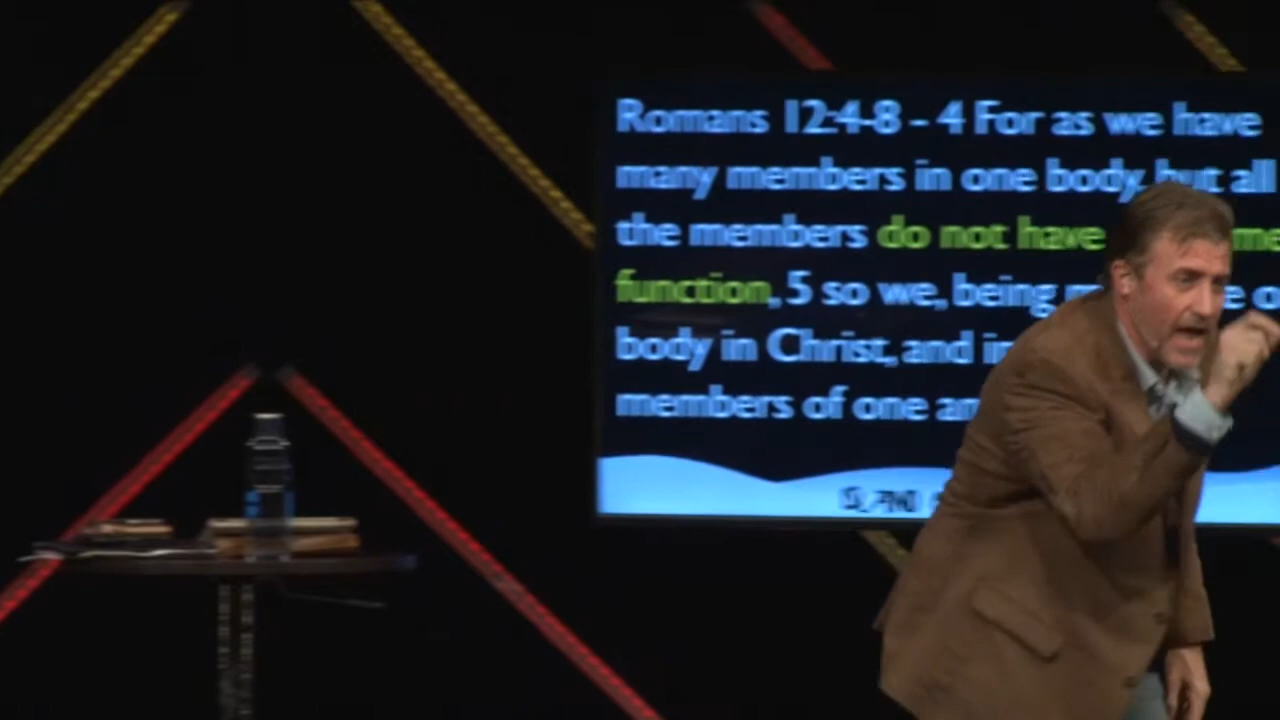 Romans 12:4-8 - 4 For as we have
many members in one body, but all
the members do not have
function, 5 so we, being
body in Christ, and
members of one